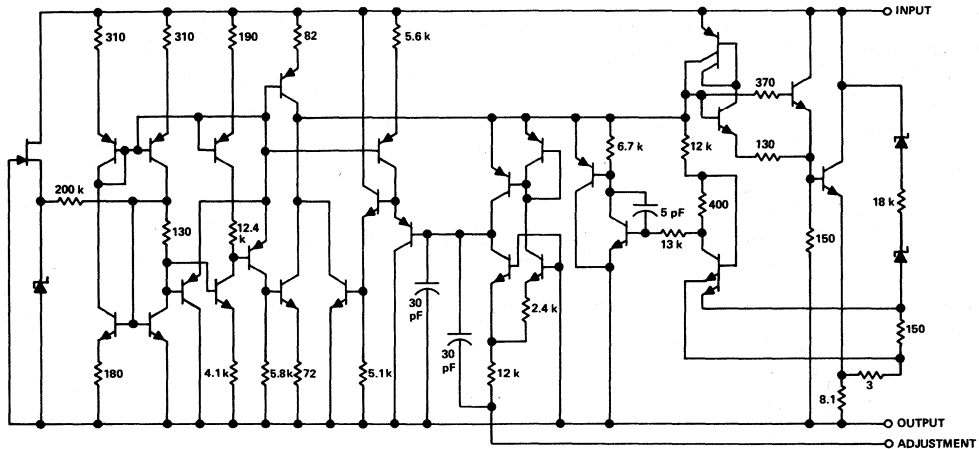 INPUT
310
310
190
82
5.6 k
370
130
12 k
6.7 k
400
5 pF
13 k
18 k
150
150
200 k
130
12.4
k
30
pF
30
pF
2.4 k
12 k
180
4.1 k
5.8k
72
5.1k
3
8.1
OUTPUT
ADJUSTMENT